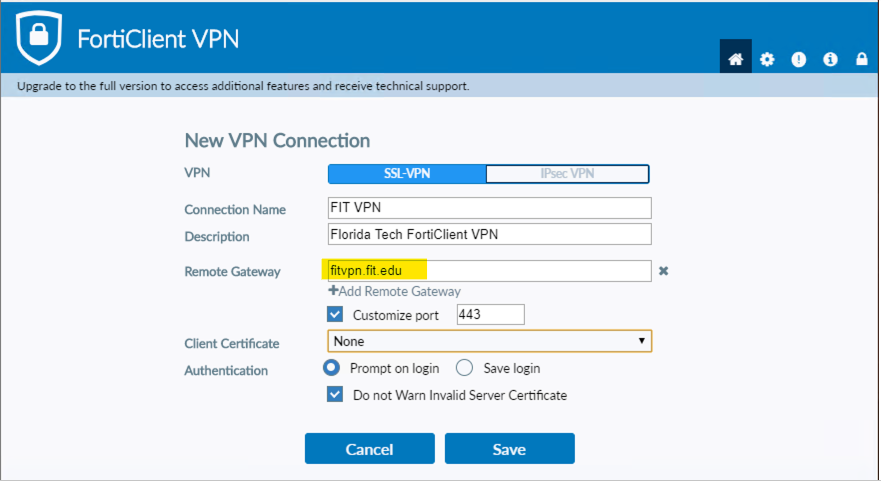 FortiClient VPN
Upgrade to the full version to access additional features and receive technical support.
New VPN Connection
VPN SSL-VPN IPsec VPN
Connection Name FIT VPN
Description Florida Tech FortiClient VPN
Remote Gateway fitvpn.fit.edu
Add Remote Gateway
Customize port 443
Client Certificate None
Authentication Prompt on login Save login
Do not Warn Invalid Server Certificate
Cancel Save